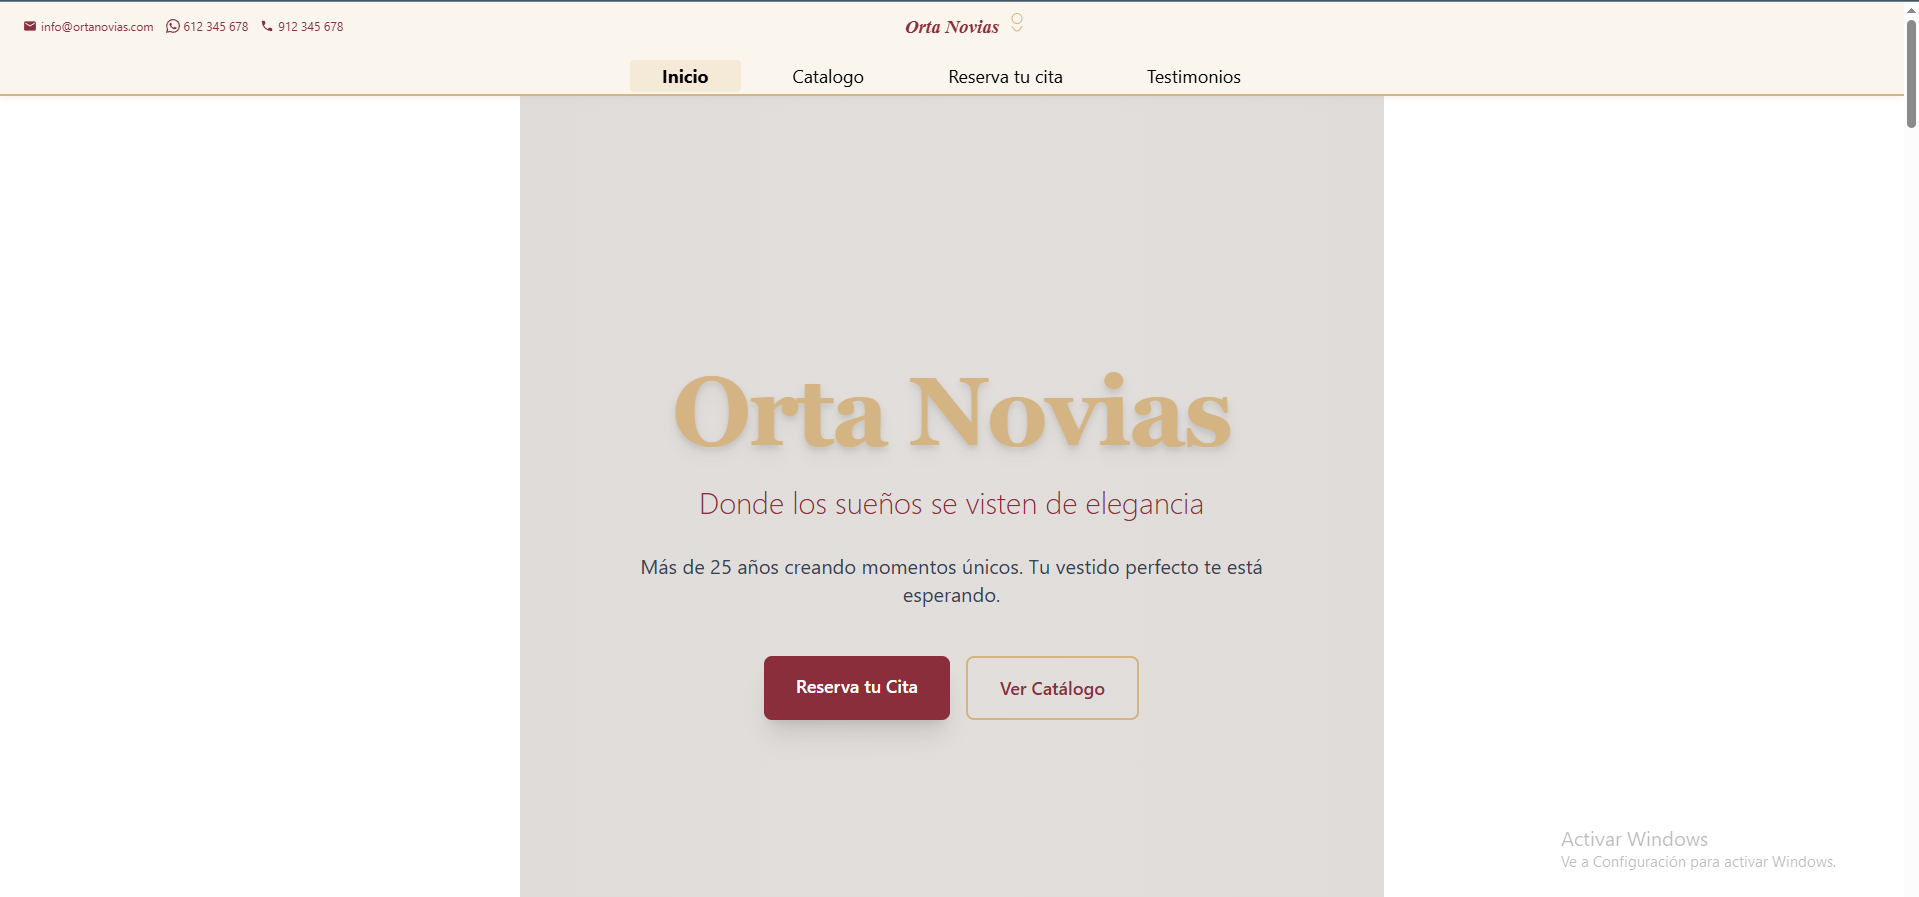 info@ortanovias.com 612 345 678 912 345 678
Orta Novias
Inicio Catalogo Reserva tu cita Testimonios
Orta Novias
Donde los sueños se visten de elegancia
Más de 25 años creando momentos únicos. Tu vestido perfecto te está
esperando.
Reserva tu Cita Ver Catálogo
Activar Windows
Ve a Configuración para activar Windows.